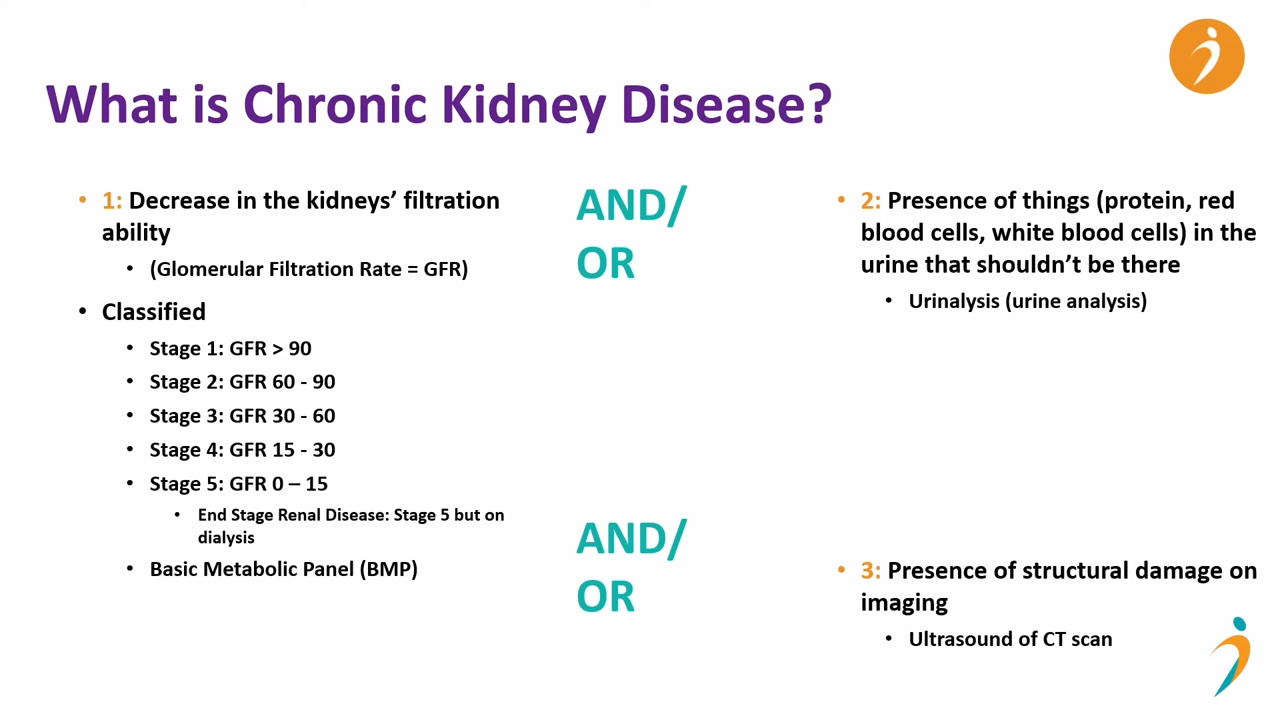 What is Chronic Kidney Disease?
• 1: Decrease in the kidneys’ filtration
ability
• (Glomerular Filtration Rate = GFR)
• Classified
• Stage 1: GFR > 90
• Stage 2: GFR 60 - 90
• Stage 3: GFR 30 - 60
• Stage 4: GFR 15 - 30
• Stage 5: GFR 0 – 15
• End Stage Renal Disease: Stage 5 but on
dialysis
• Basic Metabolic Panel (BMP)
AND/
OR
• 2: Presence of things (protein, red
blood cells, white blood cells) in the
urine that shouldn’t be there
• Urinalysis (urine analysis)
AND/
OR
• 3: Presence of structural damage on
imaging
• Ultrasound of CT scan